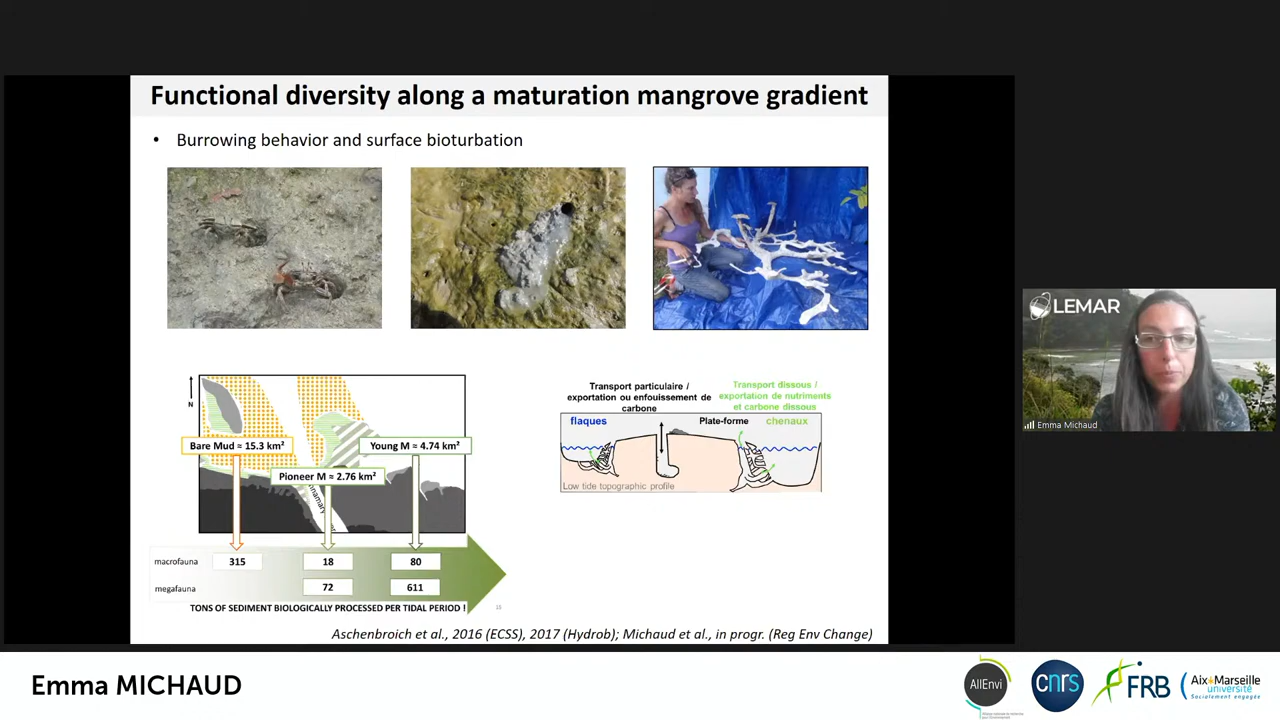 Functional diversity along a maturation mangrove gradient
• Burrowing behavior and surface bioturbation
N
Bare Mud ≈ 15.3 km²
Young M ≈ 4.74 km²
Pioneer M ≈ 2.76 km²
macrofauna 315 18 80
megafauna 72 611
TONS OF SEDIMENT BIOLOGICALLY PROCESSED PER TIDAL PERIOD !
Transport particulaire /
exportation ou enfouissement de
carbone
Transport dissous /
exportation de nutriments
et carbone dissous
flaques
Plate-forme
chenaux
Low tide topographic profile
Aschenbroich et al., 2016 (ECSS), 2017 (Hydrob); Michaud et al., in progr. (Reg Env Change)
LEMAR
Emma Michaud
Emma MICHAUD
AllEnvi
cnrs
FRB
Aix*Marseille
université
Socialement engagée